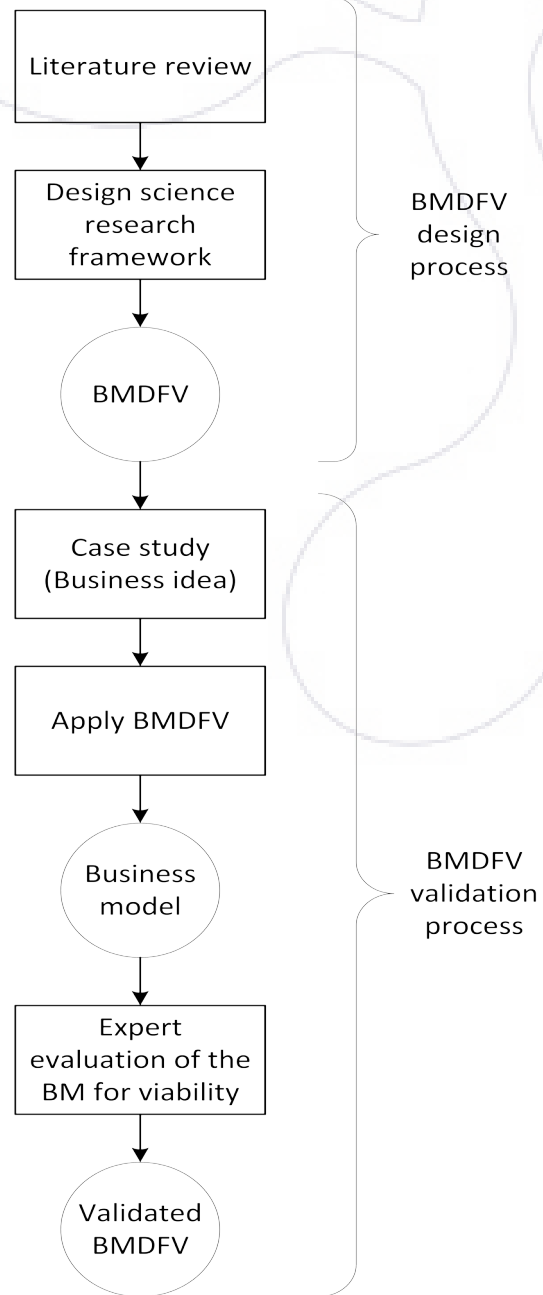 Literature review
Design science
research
framework
BMDFV
BMDFV
design
process
Case study
(Business idea)
Apply BMDFV
Business
model
Expert
evaluation of the
BM for viability
Validated
BMDFV
BMDFV
validation
process